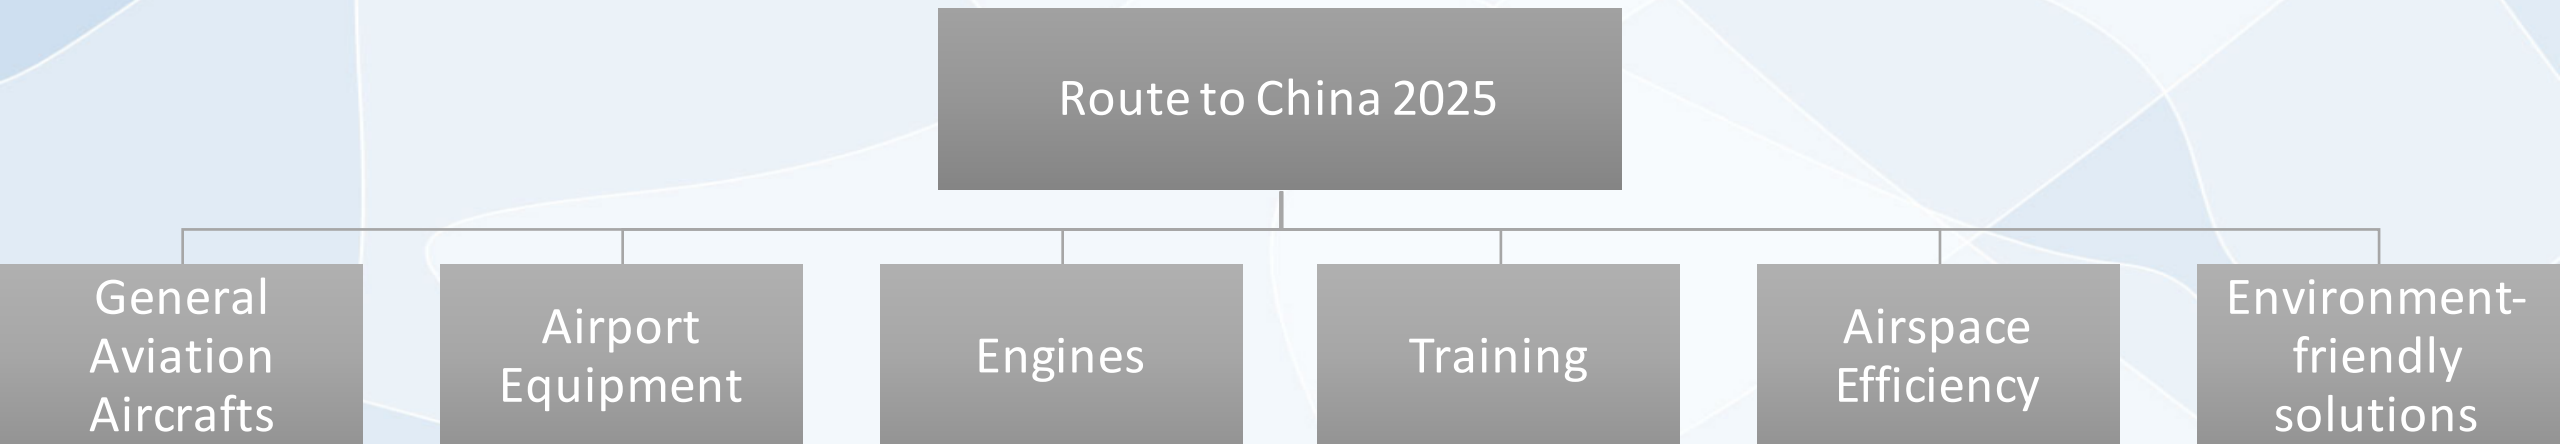 Route to China 2025
General
Aviation
Aircrafts
Airport
Equipment
Engines
Training
Airspace
Efficiency
Environment-
friendly
solutions